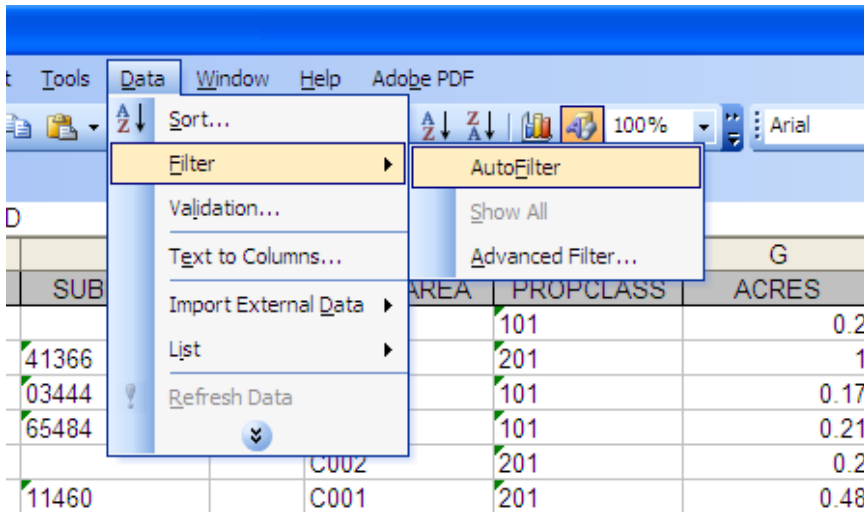 t Tools Data Window Help Adobe PDF
Sort... 100% Arial
Filter AutoFilter
Validation... Show All
D
Text to Columns... Advanced Filter... G
SUB AREA PROPCLASS ACRES
Import External Data 101 0.2
41366 List 201 1
03444 Refresh Data 101 0.17
65484 101 0.21
C002 201 0.2
11460 C001 201 0.48